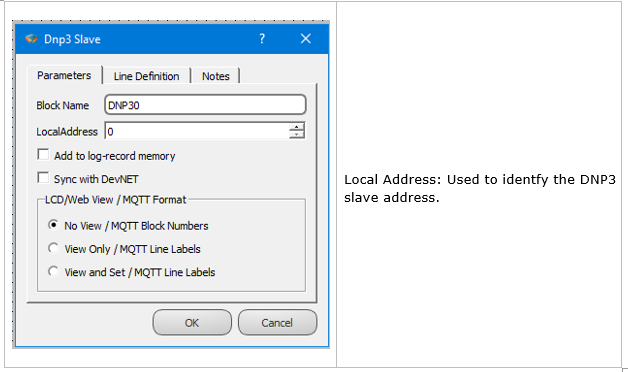 Dnp3 Slave
?
Parameters
Line Definition
Notes
Block Name
DNP30
LocalAddress
0
Add to log-record memory
Sync with DevNET
LCD/Web View / MQTT Format
No View / MQTT Block Numbers
View Only / MQTT Line Labels
View and Set / MQTT Line Labels
OK
Cancel
Local Address: Used to identfy the DNP3
slave address.